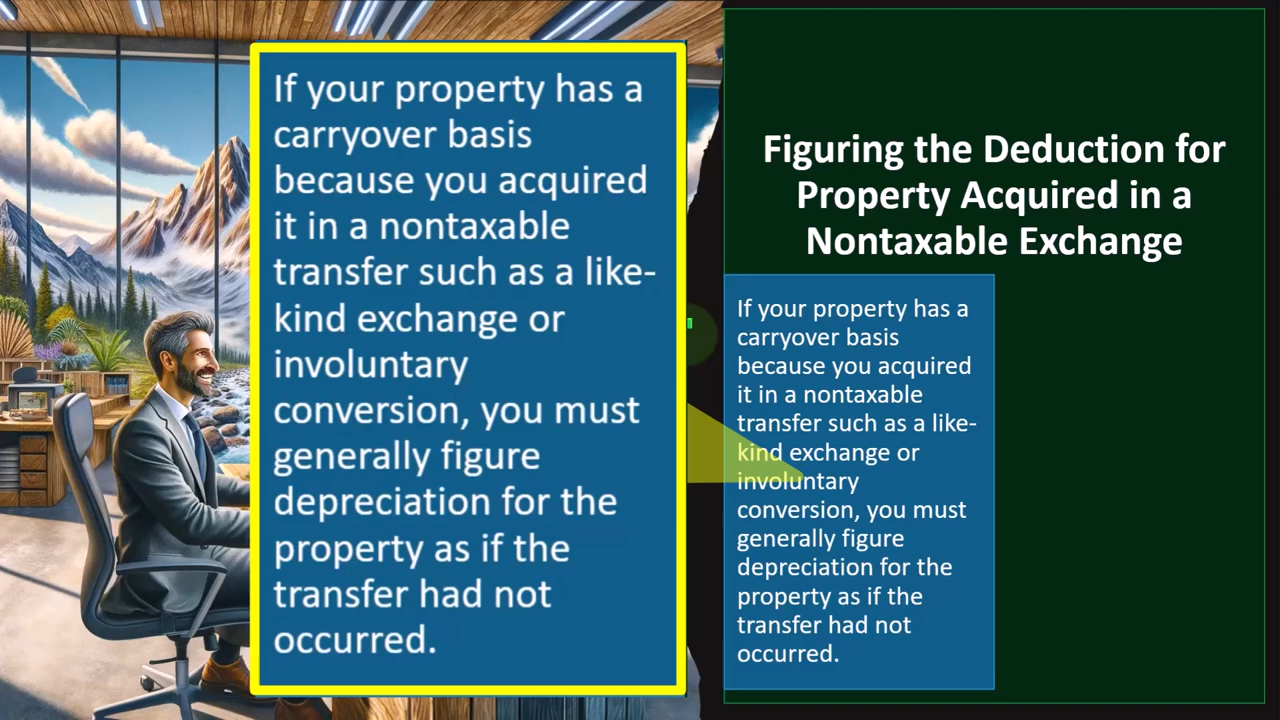 If your property has a
carryover basis
because you acquired
it in a nontaxable
transfer such as a like-
kind exchange or
involuntary
conversion, you must
generally figure
depreciation for the
property as if the
transfer had not
occurred.
Figuring the Deduction for
Property Acquired in a
Nontaxable Exchange
If your property has a
carryover basis
because you acquired
it in a nontaxable
transfer such as a like-
kind exchange or
involuntary
conversion, you must
generally figure
depreciation for the
property as if the
transfer had not
occurred.